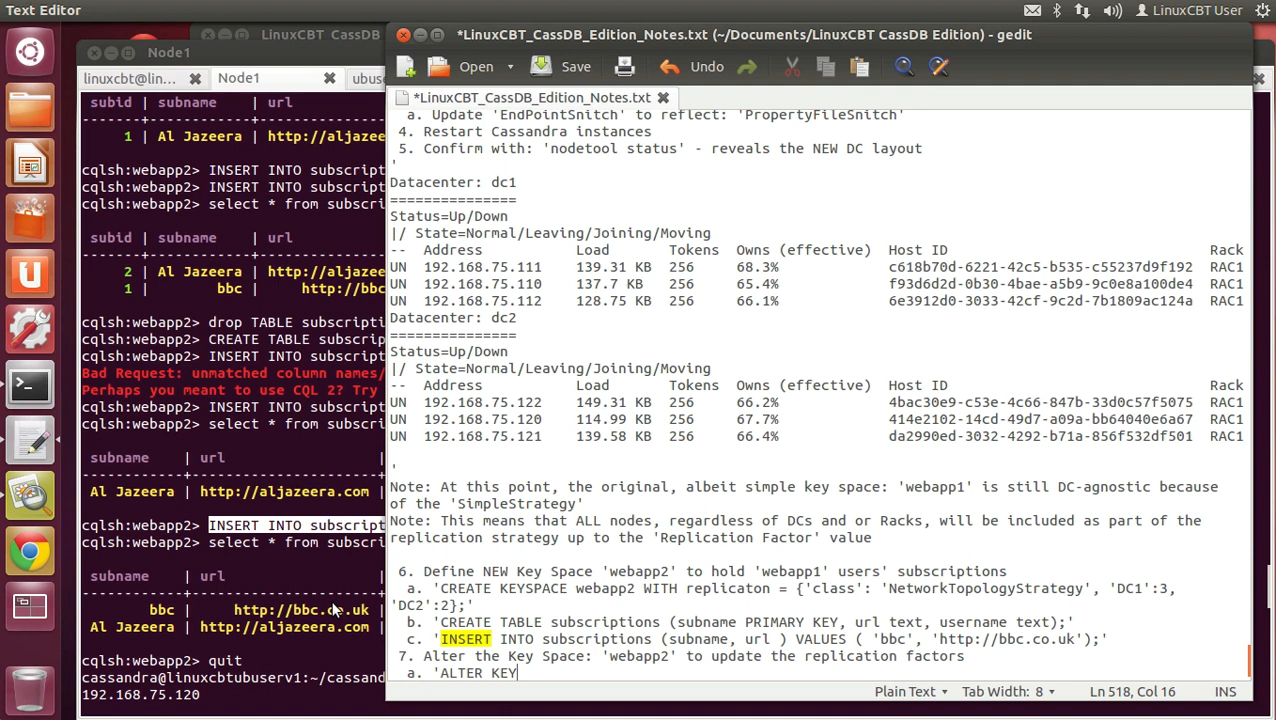 Text Editor
LinuxCBT User
LinuxCBT CassDB
*LinuxCBT_CassDB_Edition_Notes.txt (~/Documents/LinuxCBT CassDB Edition) - gedit
Node1
linuxcbt@lin...
Node1
ubuse
Open
Save
Undo
*LinuxCBT_CassDB_Edition_Notes.txt
subid | subname | url
1 | Al Jazeera | http://aljazee
cqlsh:webapp2> INSERT INTO subscript
cqlsh:webapp2> INSERT INTO subscript
cqlsh:webapp2> select * from subscri
subid | subname | url
2 | Al Jazeera | http://aljazee
1 | bbc | http://bbc
cqlsh:webapp2> drop TABLE subscripti
cqlsh:webapp2> CREATE TABLE subscrip
cqlsh:webapp2> INSERT INTO subscript
Bad Request: unmatched column names/
Perhaps you meant to use CQL 2? Try
cqlsh:webapp2> INSERT INTO subscript
cqlsh:webapp2> select * from subscri
subname | url
Al Jazeera | http://aljazeera.com |
cqlsh:webapp2> INSERT INTO subscript
cqlsh:webapp2> select * from subscri
subname | url
bbc | http://bbc.co.uk |
Al Jazeera | http://aljazeera.com |
cqlsh:webapp2> quit
cassandra@linuxcbtubuserv1:~/cassand
192.168.75.120
a. Update 'EndPointSnitch' to reflect: 'PropertyFileSnitch'
4. Restart Cassandra instances
5. Confirm with: 'nodetool status' - reveals the NEW DC layout
'
Datacenter: dc1
===============
Status=Up/Down
|/ State=Normal/Leaving/Joining/Moving
-- Address Load Tokens Owns (effective) Host ID Rack
UN 192.168.75.111 139.31 KB 256 68.3% c618b70d-6221-42c5-b535-c55237d9f192 RAC1
UN 192.168.75.110 137.7 KB 256 65.4% f93d6d2d-0b30-4bae-a5b9-9c0e8a100de4 RAC1
UN 192.168.75.112 128.75 KB 256 66.1% 6e3912d0-3033-42cf-9c2d-7b1809ac124a RAC1
Datacenter: dc2
===============
Status=Up/Down
|/ State=Normal/Leaving/Joining/Moving
-- Address Load Tokens Owns (effective) Host ID Rack
UN 192.168.75.122 149.31 KB 256 66.2% 4bac30e9-c53e-4c66-847b-33d0c57f5075 RAC1
UN 192.168.75.120 114.99 KB 256 67.7% 414e2102-14cd-49d7-a09a-bb64040e6a67 RAC1
UN 192.168.75.121 139.58 KB 256 66.4% da2990ed-3032-4292-b71a-856f532df501 RAC1
'
Note: At this point, the original, albeit simple key space: 'webapp1' is still DC-agnostic because
of the 'SimpleStrategy'
Note: This means that ALL nodes, regardless of DCs and or Racks, will be included as part of the
replication strategy up to the 'Replication Factor' value
6. Define NEW Key Space 'webapp2' to hold 'webapp1' users' subscriptions
a. 'CREATE KEYSPACE webapp2 WITH replicaton = {'class': 'NetworkTopologyStrategy', 'DC1':3,
'DC2':2};'
b. 'CREATE TABLE subscriptions (subname PRIMARY KEY, url text, username text);'
c. 'INSERT INTO subscriptions (subname, url ) VALUES ( 'bbc', 'http://bbc.co.uk');'
7. Alter the Key Space: 'webapp2' to update the replication factors
a. 'ALTER KEY
Plain Text
Tab Width: 8
Ln 518, Col 16
INS